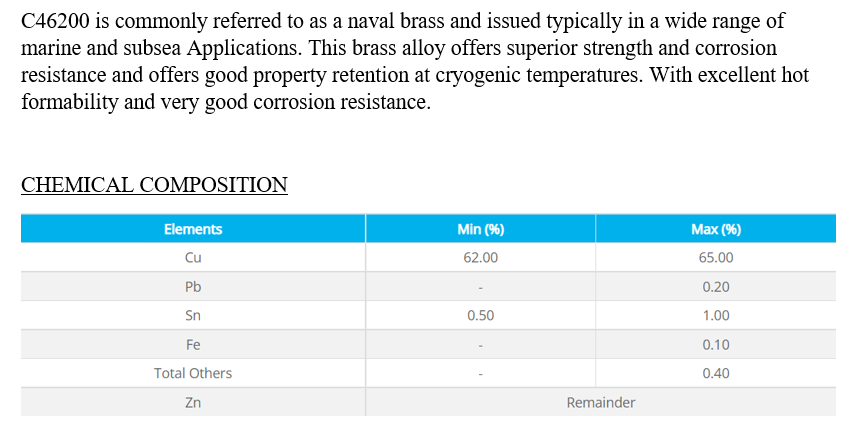 C46200 is commonly referred to as a naval brass and issued typically in a wide range of
marine and subsea Applications. This brass alloy offers superior strength and corrosion
resistance and offers good property retention at cryogenic temperatures. With excellent hot
formability and very good corrosion resistance.
CHEMICAL COMPOSITION
Elements Min (%) Max (%)
Cu 62.00 65.00
Pb - 0.20
Sn 0.50 1.00
Fe - 0.10
Total Others - 0.40
Zn Remainder